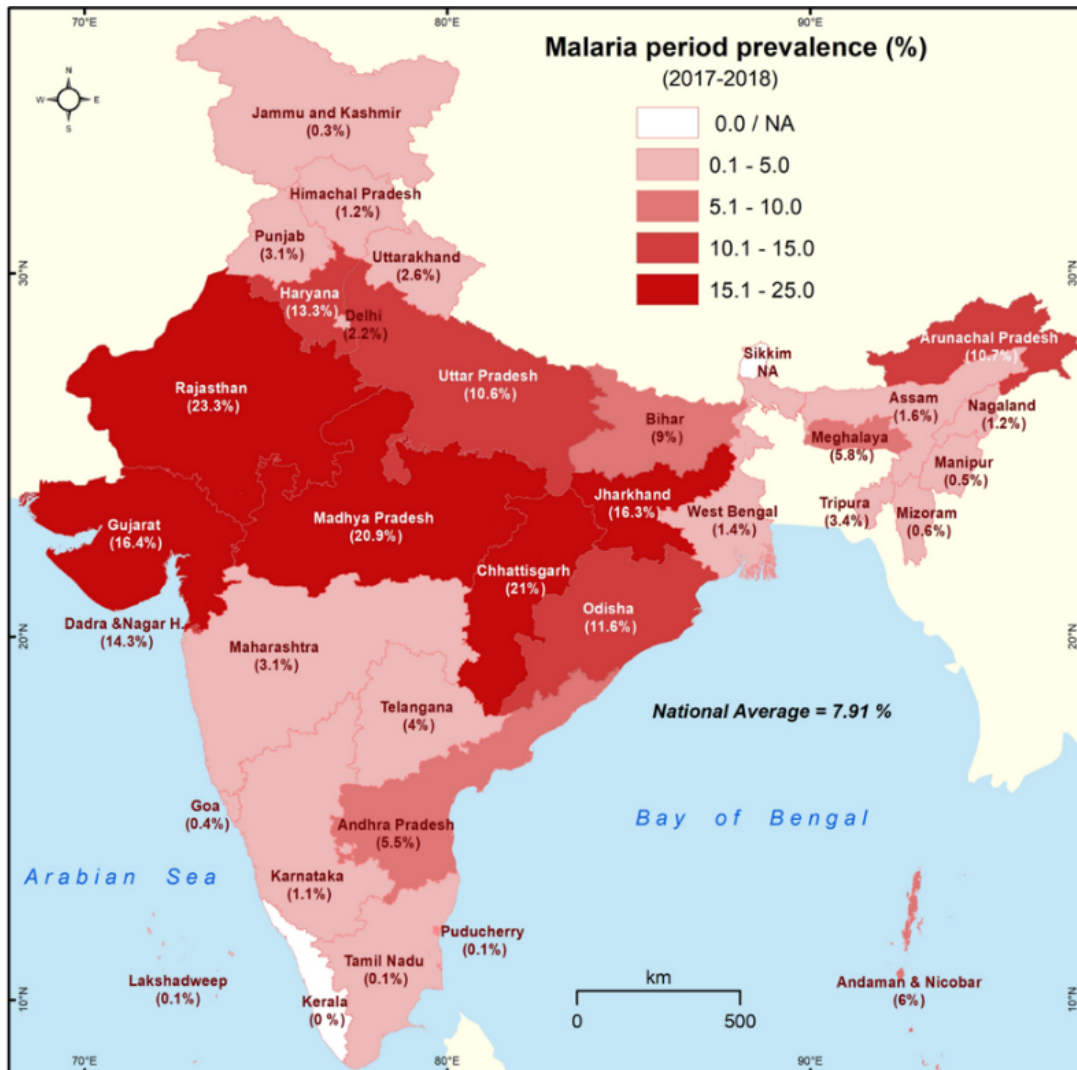 70°E
80°E
90°E
Malaria period prevalence (%)
(2017-2018)
0.0 / NA
0.1 - 5.0
5.1 - 10.0
10.1 - 15.0
15.1 - 25.0
N
W
E
S
Jammu and Kashmir
(0.3%)
Himachal Pradesh
(1.2%)
Punjab
(3.1%)
Uttarakhand
(2.6%)
30°N
30°N
Haryana
(13.3%)
Delhi
(2.2%)
Arunachal Pradesh
(10.7%)
Sikkim
NA
Rajasthan
(23.3%)
Uttar Pradesh
(10.6%)
Assam
(1.6%)
Nagaland
(1.2%)
Bihar
(9%)
Meghalaya
(5.8%)
Manipur
(0.5%)
Jharkhand
(16.3%)
Tripura
(3.4%)
Mizoram
(0.6%)
West Bengal
(1.4%)
Madhya Pradesh
(20.9%)
Gujarat
(16.4%)
Chhattisgarh
(21%)
Odisha
(11.6%)
Dadra &Nagar H.
(14.3%)
20°N
20°N
Maharashtra
(3.1%)
Telangana
(4%)
National Average = 7.91 %
Goa
(0.4%)
Andhra Pradesh
(5.5%)
Bay of Bengal
Arabian Sea
Karnataka
(1.1%)
Puducherry
(0.1%)
Tamil Nadu
(0.1%)
Lakshadweep
(0.1%)
Kerala
(0 %)
km
0
500
Andaman & Nicobar
(6%)
10°N
10°N
70°E
80°E
90°E